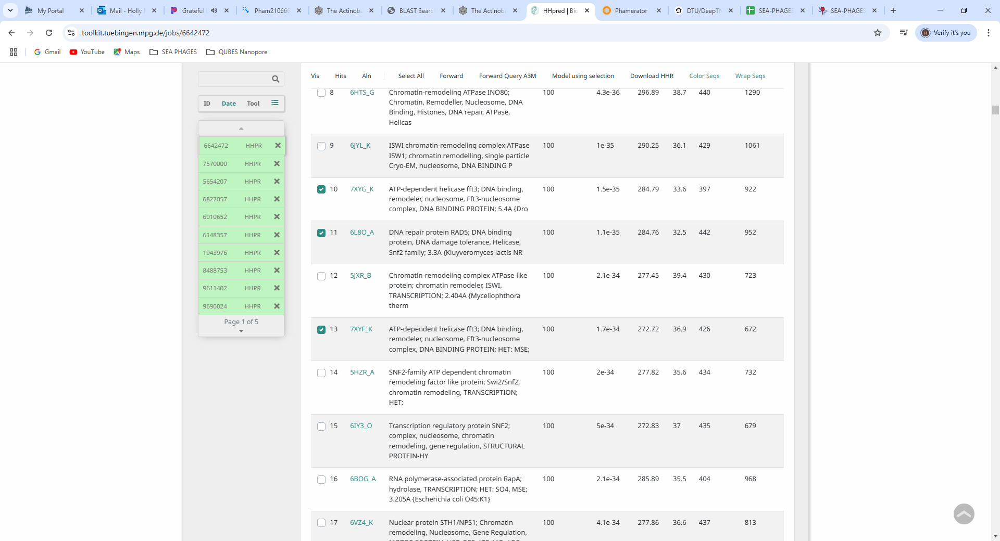 My Portal
Mail - Holly
Grateful
Pham210666
The Actinoba
BLAST Searc
The Actinoba
HHpred | Bio
Phamerator
DTU/DeepTM
SEA-PHAGES
SEA-PHAGES
toolkit.tuebingen.mpg.de/jobs/6642472
Verify it's you
Gmail
YouTube
Maps
SEA PHAGES
QUBES Nanopore
Vis Hits Aln Select All Forward Forward Query A3M Model using selection Download HHR Color Seqs Wrap Seqs
ID Date Tool
6642472 HHPR
7570000 HHPR
5654207 HHPR
6827057 HHPR
6010652 HHPR
6148357 HHPR
1943976 HHPR
8488753 HHPR
9611402 HHPR
9690024 HHPR
Page 1 of 5
8 6HTS_G Chromatin-remodeling ATPase INO80; 100 4.3e-36 296.89 38.7 440 1290
Chromatin, Remodeller, Nucleosome, DNA
Binding, Histones, DNA repair, ATPase,
Helicas
9 6JYL_K ISWI chromatin-remodeling complex ATPase 100 1e-35 290.25 36.1 429 1061
ISW1; chromatin remodelling, single particle
Cryo-EM, nucleosome, DNA BINDING P
10 7XYG_K ATP-dependent helicase fft3; DNA binding, 100 1.5e-35 284.79 33.6 397 922
remodeler, nucleosome, Fft3-nucleosome
complex, DNA BINDING PROTEIN; 5.4A {Dro
11 6L8O_A DNA repair protein RAD5; DNA binding 100 1.1e-35 284.76 32.5 442 952
protein, DNA damage tolerance, Helicase,
Snf2 family; 3.3A {Kluyveromyces lactis NR
12 5JXR_B Chromatin-remodeling complex ATPase-like 100 2.1e-34 277.45 39.4 430 723
protein; chromatin remodeler, ISWI,
TRANSCRIPTION; 2.404A {Myceliophthora
therm
13 7XYF_K ATP-dependent helicase fft3; DNA binding, 100 1.7e-34 272.72 36.9 426 672
remodeler, nucleosome, Fft3-nucleosome
complex, DNA BINDING PROTEIN; HET: MSE;
14 5HZR_A SNF2-family ATP dependent chromatin 100 2e-34 277.82 35.6 434 732
remodeling factor like protein; Swi2/Snf2,
chromatin remodeling, TRANSCRIPTION;
HET:
15 6IY3_O Transcription regulatory protein SNF2; 100 5e-34 272.83 37 435 679
complex, nucleosome, chromatin
remodeling, gene regulation, STRUCTURAL
PROTEIN-HY
16 6BOG_A RNA polymerase-associated protein RapA; 100 2.1e-34 285.89 35.5 404 968
hydrolase, TRANSCRIPTION; HET: SO4, MSE;
3.205A {Escherichia coli O45:K1}
17 6VZ4_K Nuclear protein STH1/NPS1; Chromatin 100 4.1e-34 277.86 36.6 437 813
remodeling, Nucleosome, Gene Regulation,